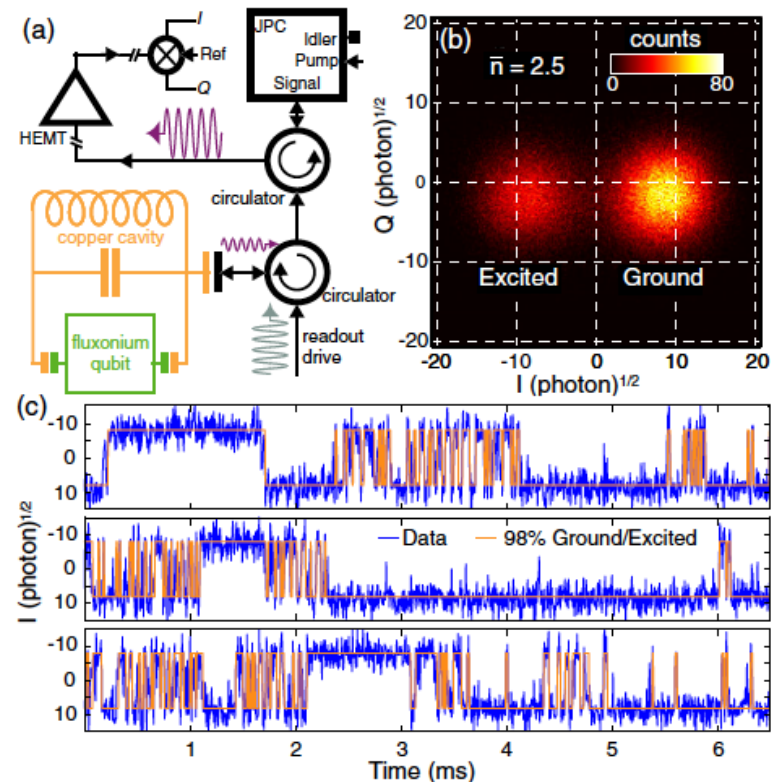 (a)
I
Ref
Q
HEMT
JPC
Idler
Pump
Signal
circulator
copper cavity
circulator
fluxonium
qubit
readout
drive
(b)
n̄ = 2.5
counts
0 80
Q (photon)1/2
20
10
0
-10
-20
Excited Ground
-20 -10 0 10 20
I (photon)1/2
(c)
I (photon)1/2
-10
0
10
-10
0
10
Data 98% Ground/Excited
-10
0
10
1 2 3 4 5 6
Time (ms)